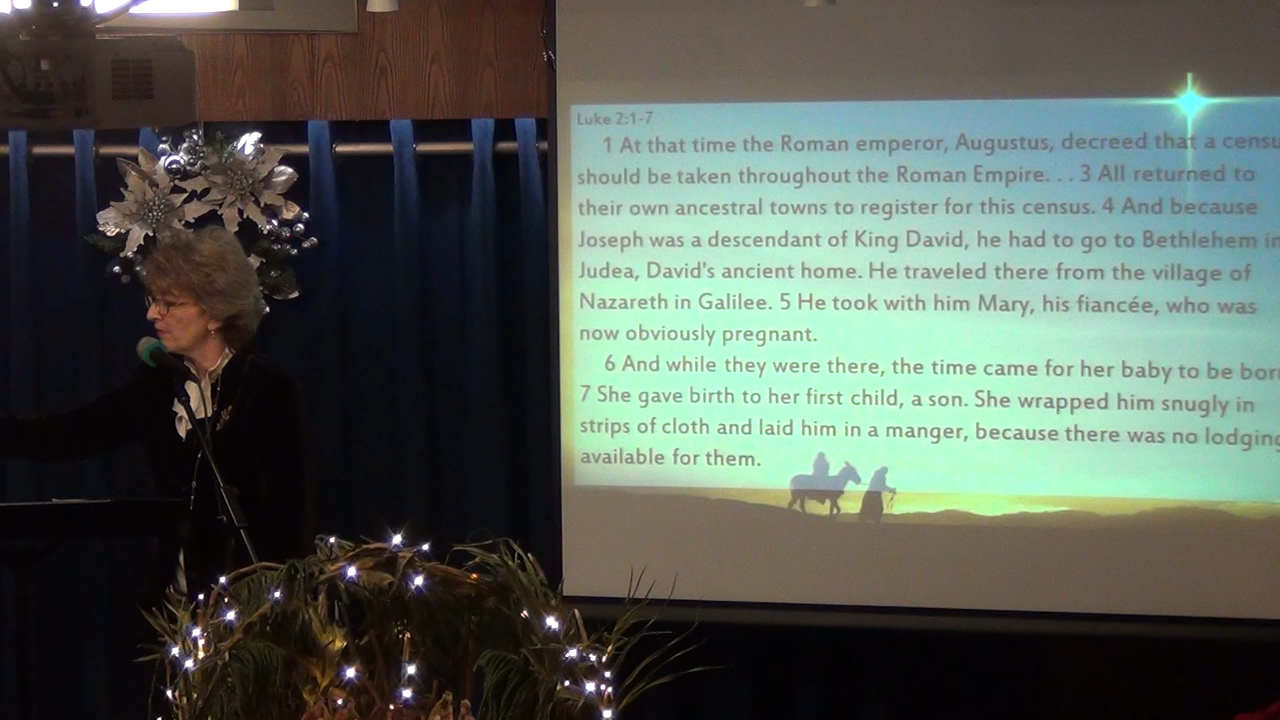 Luke 2:1-7
1 At that time the Roman emperor, Augustus, decreed that a censu
should be taken throughout the Roman Empire. . . 3 All returned to
their own ancestral towns to register for this census. 4 And because
Joseph was a descendant of King David, he had to go to Bethlehem in
Judea, David's ancient home. He traveled there from the village of
Nazareth in Galilee. 5 He took with him Mary, his fiancée, who was
now obviously pregnant.
6 And while they were there, the time came for her baby to be born
7 She gave birth to her first child, a son. She wrapped him snugly in
strips of cloth and laid him in a manger, because there was no lodging
available for them.